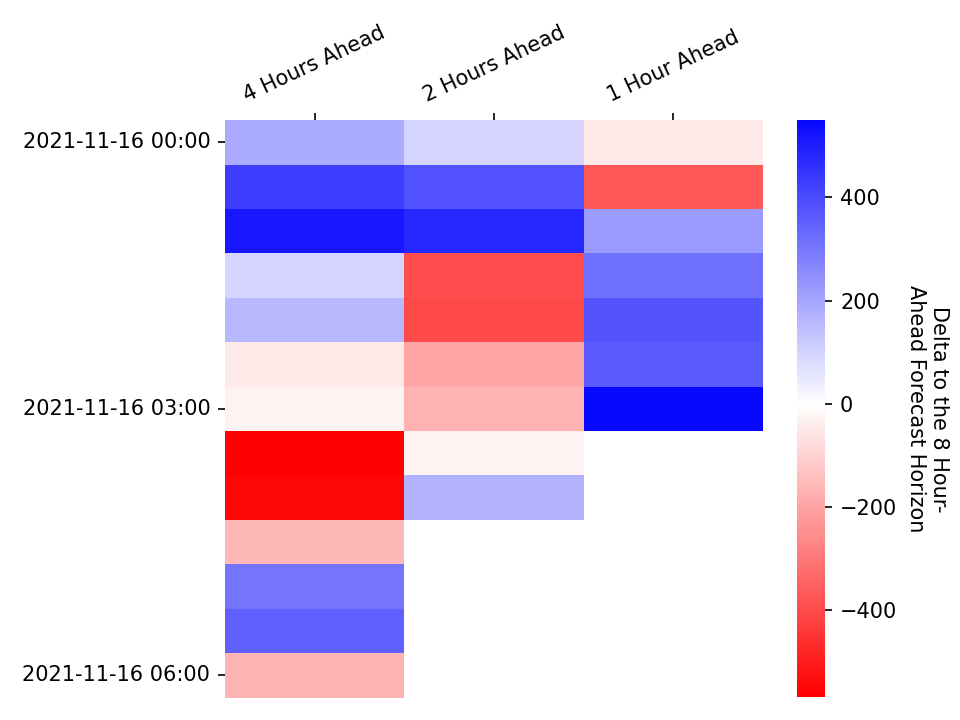 4 Hours Ahead
2 Hours Ahead
1 Hour Ahead
2021-11-16 00:00
2021-11-16 03:00
2021-11-16 06:00
400
200
0
−200
−400
Delta to the 8 Hour-
Ahead Forecast Horizon